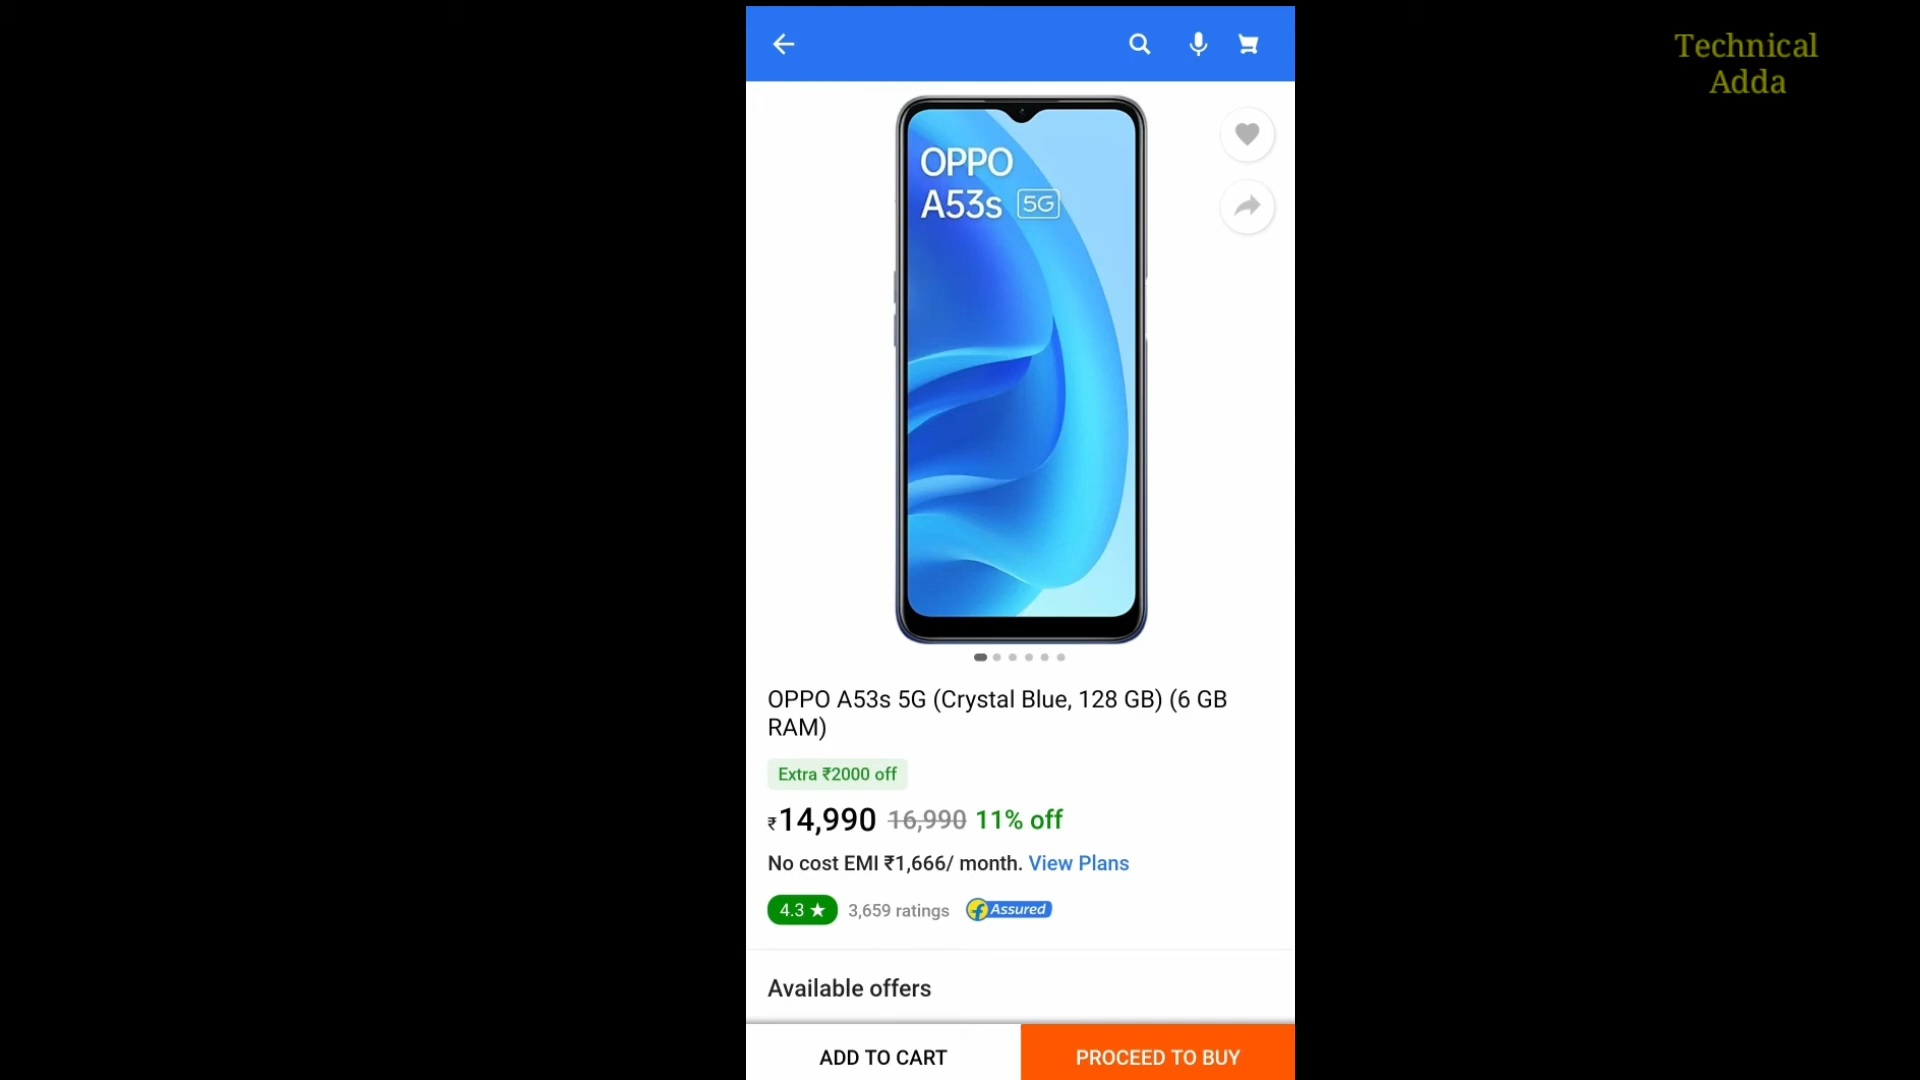 Technical
Adda
OPPO
A53s 5G
OPPO A53s 5G (Crystal Blue, 128 GB) (6 GB
RAM)
Extra ₹2000 off
₹14,990 16,990 11% off
No cost EMI ₹1,666/ month. View Plans
4.3 ★ 3,659 ratings f Assured
Available offers
ADD TO CART PROCEED TO BUY